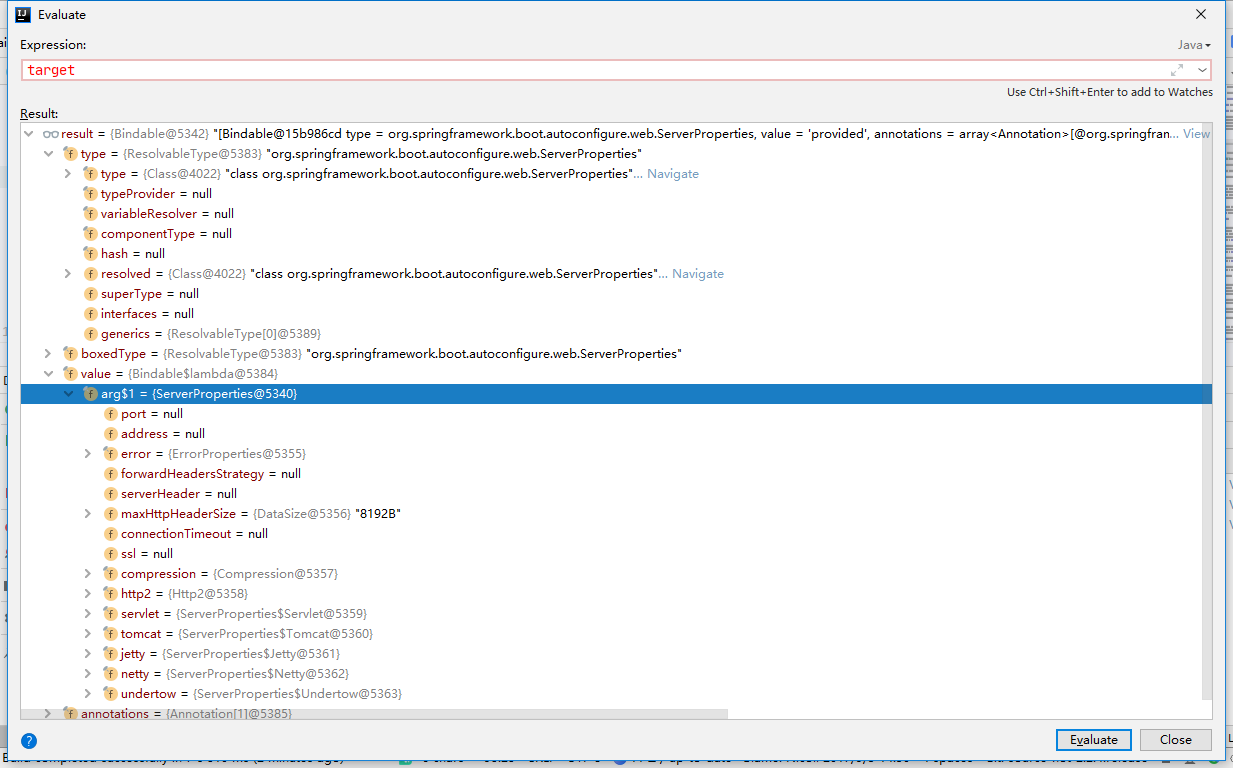 Evaluate
Expression:
Java
target
Use Ctrl+Shift+Enter to add to Watches
Result:
result = {Bindable@5342} "[Bindable@15b986cd type = org.springframework.boot.autoconfigure.web.ServerProperties, value = 'provided', annotations = array<Annotation>[@org.springfram... View
type = {ResolvableType@5383} "org.springframework.boot.autoconfigure.web.ServerProperties"
type = {Class@4022} "class org.springframework.boot.autoconfigure.web.ServerProperties"... Navigate
typeProvider = null
variableResolver = null
componentType = null
hash = null
resolved = {Class@4022} "class org.springframework.boot.autoconfigure.web.ServerProperties"... Navigate
superType = null
interfaces = null
generics = {ResolvableType[0]@5389}
boxedType = {ResolvableType@5383} "org.springframework.boot.autoconfigure.web.ServerProperties"
value = {Bindable$lambda@5384}
arg$1 = {ServerProperties@5340}
port = null
address = null
error = {ErrorProperties@5355}
forwardHeadersStrategy = null
serverHeader = null
maxHttpHeaderSize = {DataSize@5356} "8192B"
connectionTimeout = null
ssl = null
compression = {Compression@5357}
http2 = {Http2@5358}
servlet = {ServerProperties$Servlet@5359}
tomcat = {ServerProperties$Tomcat@5360}
jetty = {ServerProperties$Jetty@5361}
netty = {ServerProperties$Netty@5362}
undertow = {ServerProperties$Undertow@5363}
annotations = {Annotation[1]@5385}
? Evaluate Close